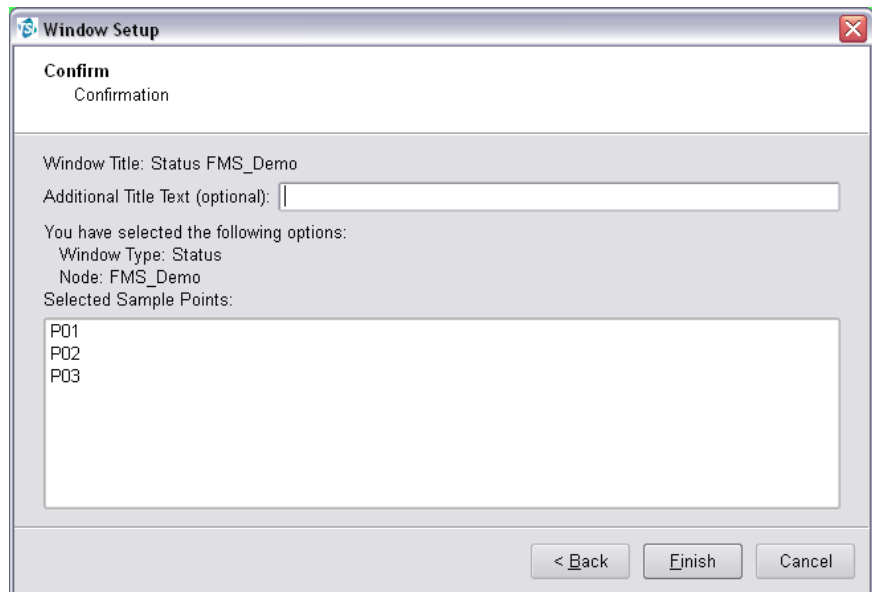 TSI Window Setup
Confirm
Confirmation
Window Title: Status FMS_Demo
Additional Title Text (optional):
You have selected the following options:
Window Type: Status
Node: FMS_Demo
Selected Sample Points:
P01
P02
P03
< Back Finish Cancel